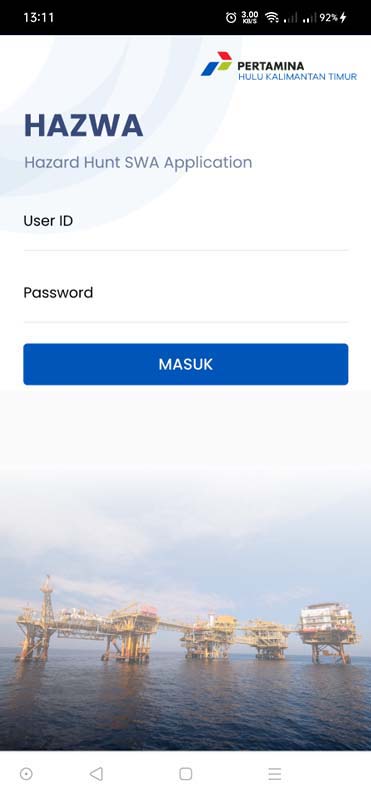 13:11
3.00
KB/S
92%
PERTAMINA
HULU KALIMANTAN TIMUR
HAZWA
Hazard Hunt SWA Application
User ID
Password
MASUK